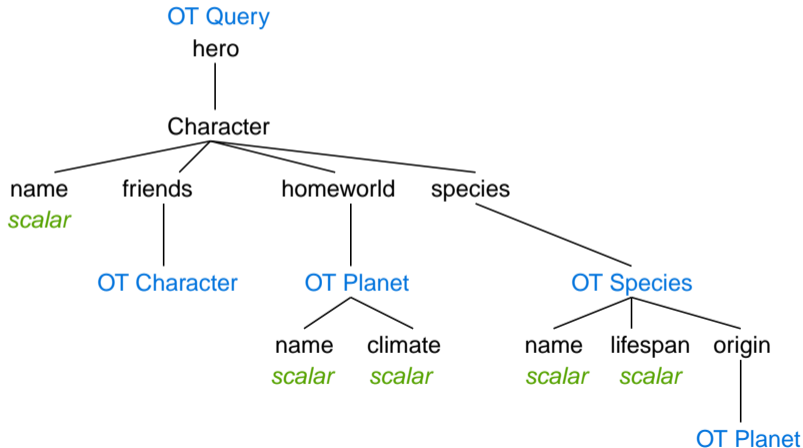 OT Query
hero
Character
name friends homeworld species
scalar
OT Character OT Planet OT Species
name climate name lifespan origin
scalar scalar scalar scalar
OT Planet